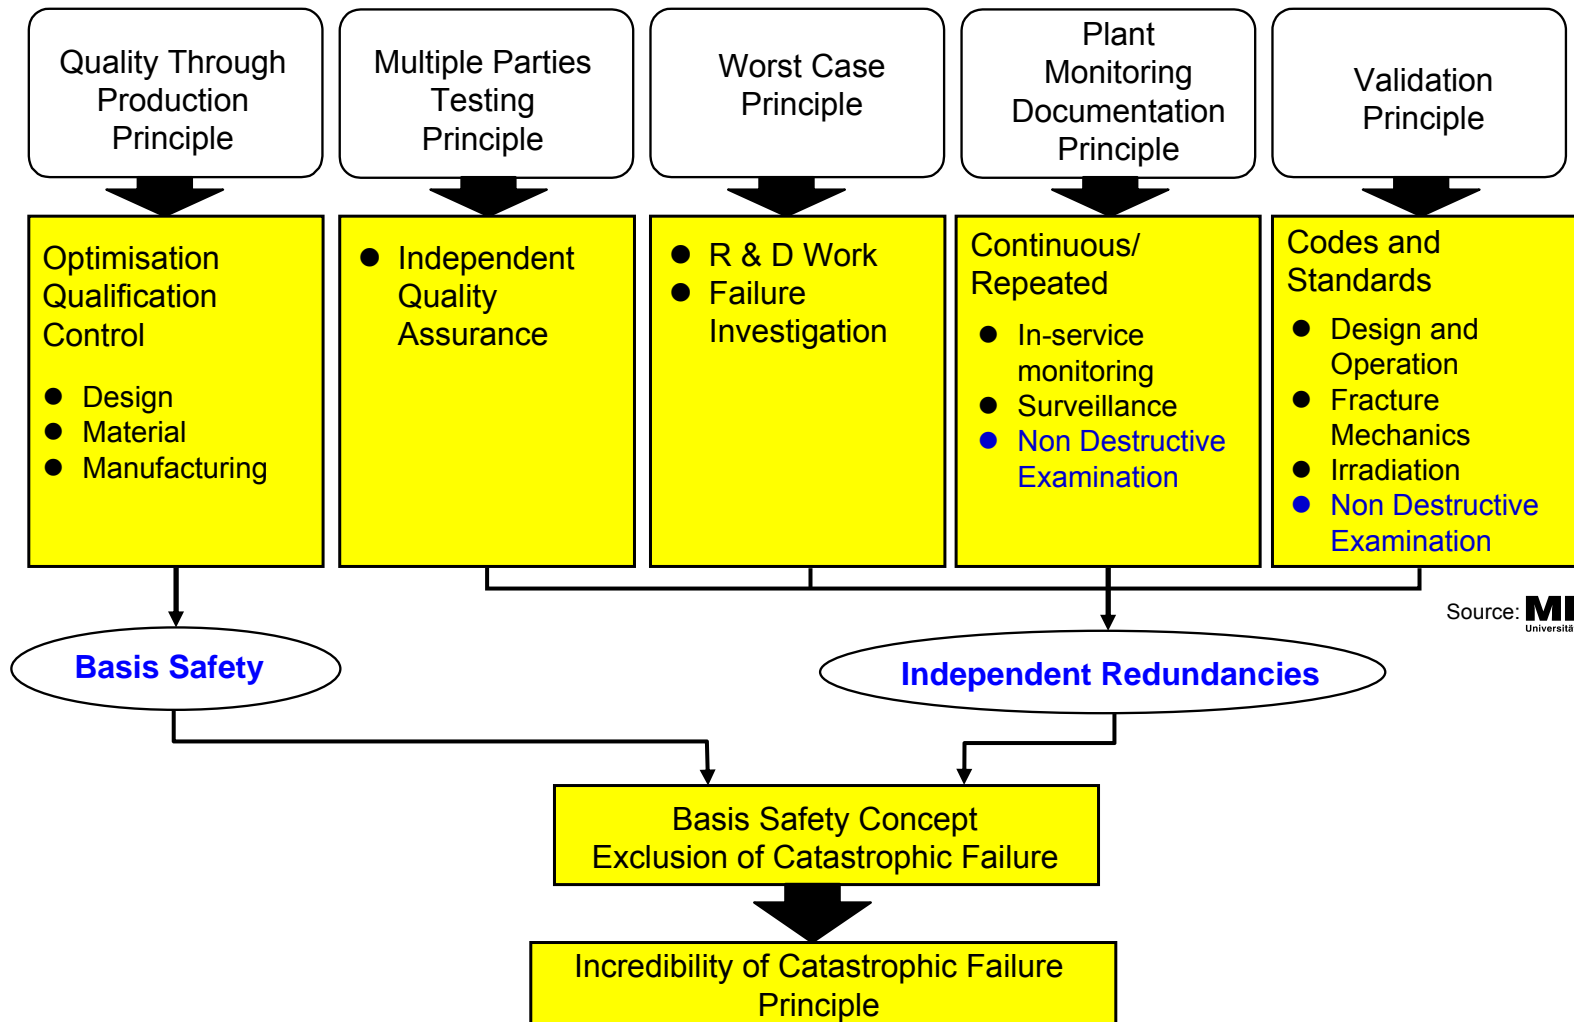 Quality Through
Production
Principle
Multiple Parties
Testing
Principle
Worst Case
Principle
Plant
Monitoring
Documentation
Principle
Validation
Principle
Optimisation
Qualification
Control
● Design
● Material
● Manufacturing
● Independent
Quality
Assurance
● R & D Work
● Failure
Investigation
Continuous/
Repeated
● In-service
monitoring
● Surveillance
● Non Destructive
Examination
Codes and
Standards
● Design and
Operation
● Fracture
Mechanics
● Irradiation
● Non Destructive
Examination
Source:
Basis Safety
Independent Redundancies
Basis Safety Concept
Exclusion of Catastrophic Failure
Incredibility of Catastrophic Failure
Principle